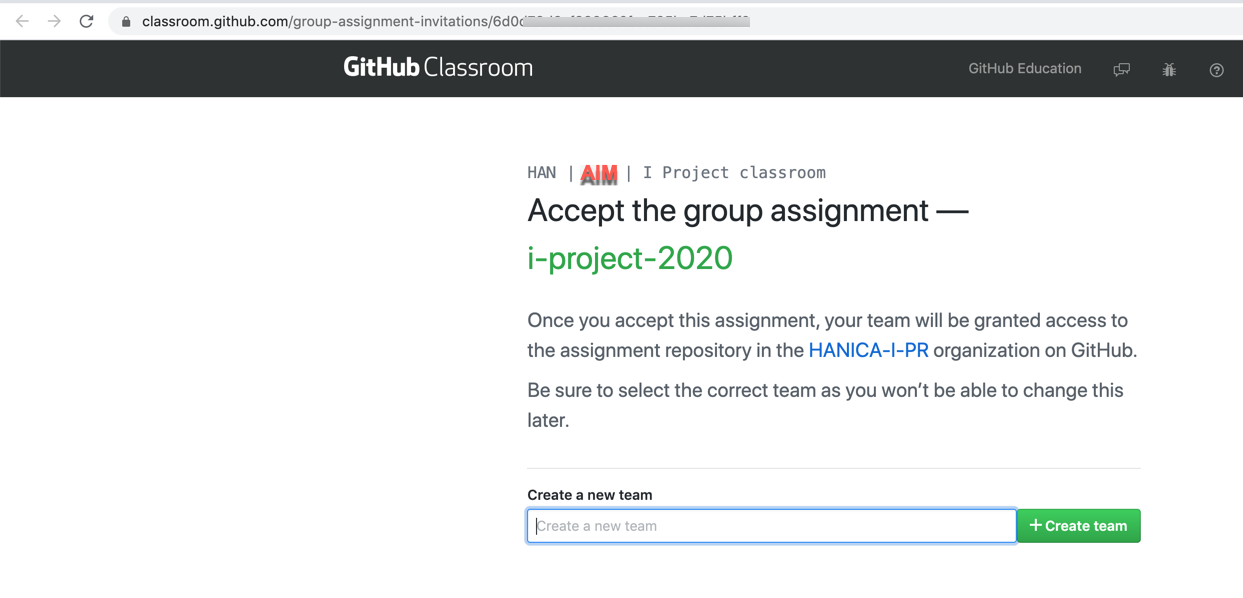 classroom.github.com/group-assignment-invitations/6d0d
GitHub Classroom
GitHub Education
HAN | AIM | I Project classroom
Accept the group assignment —
i-project-2020
Once you accept this assignment, your team will be granted access to
the assignment repository in the HANICA-I-PR organization on GitHub.
Be sure to select the correct team as you won’t be able to change this
later.
Create a new team
Create a new team
+ Create team